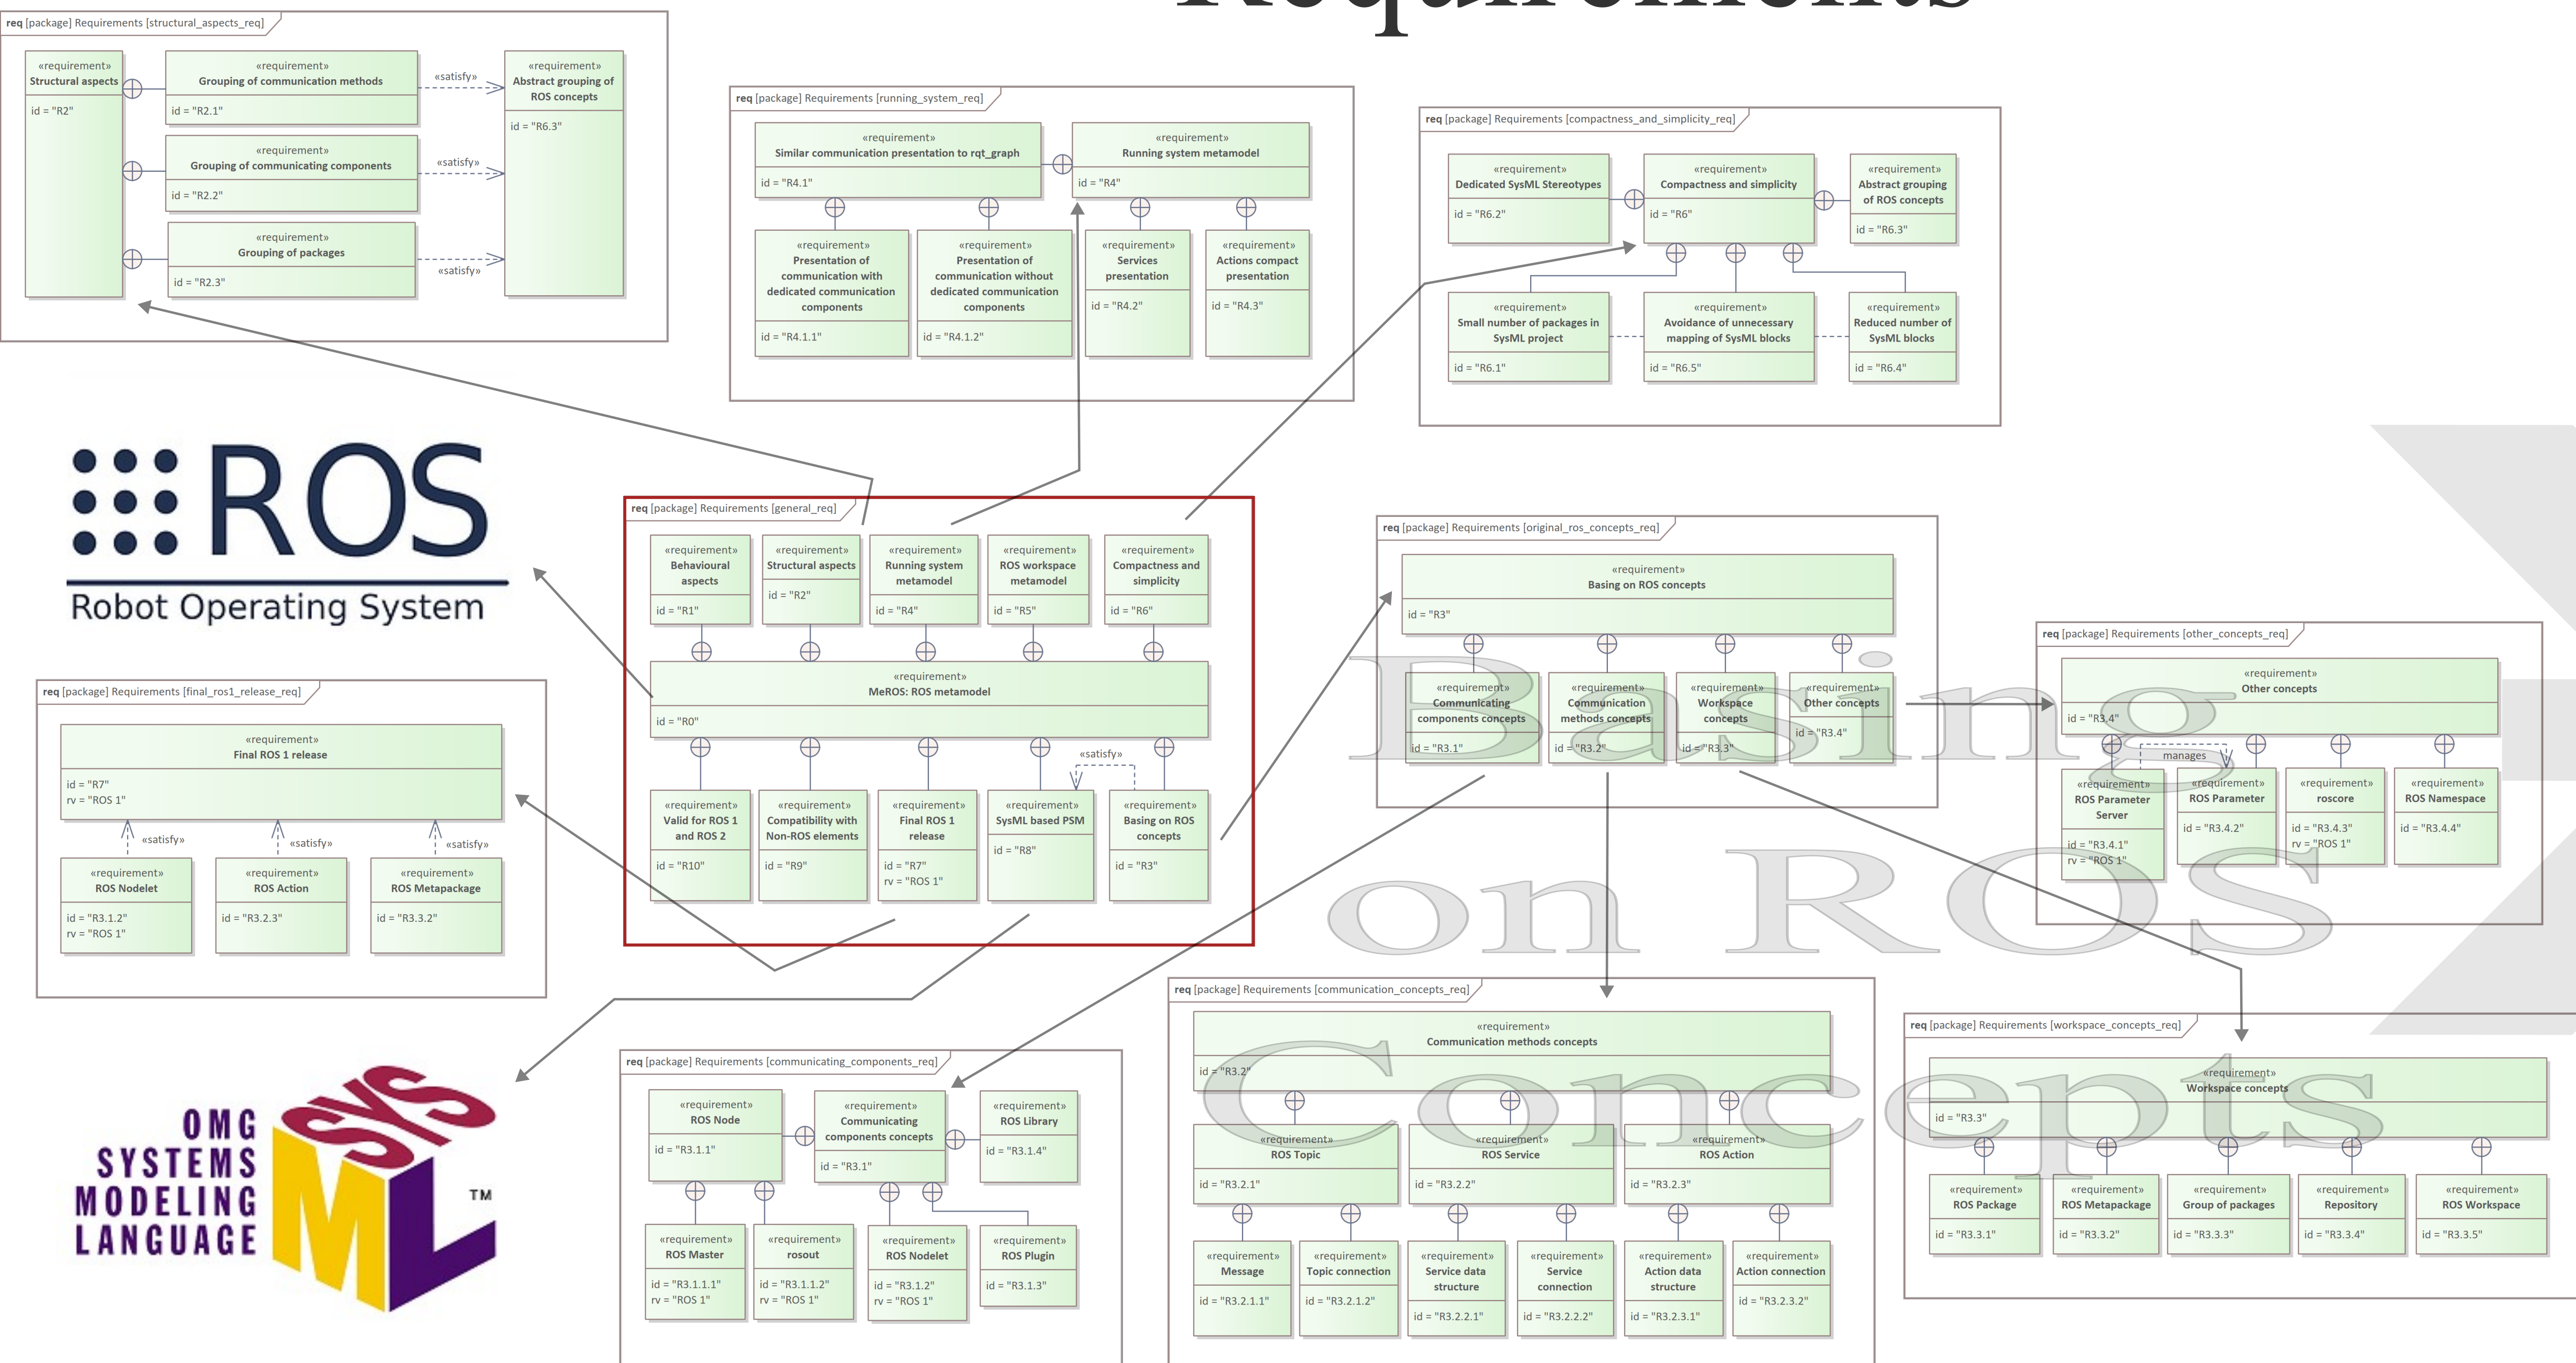 Requirements
req [package] Requirements [structural_aspects_req]
«requirement»
Structural aspects
id = "R2"
«requirement»
Grouping of communication methods
id = "R2.1"
«satisfy»
«requirement»
Abstract grouping of
ROS concepts
id = "R6.3"
«requirement»
Grouping of communicating components
id = "R2.2"
«satisfy»
«requirement»
Grouping of packages
id = "R2.3"
«satisfy»
req [package] Requirements [running_system_req]
«requirement»
Similar communication presentation to rqt_graph
id = "R4.1"
«requirement»
Running system metamodel
id = "R4"
«requirement»
Presentation of
communication with
dedicated communication
components
id = "R4.1.1"
«requirement»
Presentation of
communication without
dedicated communication
components
id = "R4.1.2"
«requirement»
Services
presentation
id = "R4.2"
«requirement»
Actions compact
presentation
id = "R4.3"
req [package] Requirements [compactness_and_simplicity_req]
«requirement»
Dedicated SysML Stereotypes
id = "R6.2"
«requirement»
Compactness and simplicity
id = "R6"
«requirement»
Abstract grouping
of ROS concepts
id = "R6.3"
«requirement»
Small number of packages in
SysML project
id = "R6.1"
«requirement»
Avoidance of unnecessary
mapping of SysML blocks
id = "R6.5"
«requirement»
Reduced number of
SysML blocks
id = "R6.4"
ROS
Robot Operating System
req [package] Requirements [general_req]
«requirement»
Behavioural
aspects
id = "R1"
«requirement»
Structural aspects
id = "R2"
«requirement»
Running system
metamodel
id = "R4"
«requirement»
ROS workspace
metamodel
id = "R5"
«requirement»
Compactness and
simplicity
id = "R6"
«requirement»
MeROS: ROS metamodel
id = "R0"
«satisfy»
«requirement»
Valid for ROS 1
and ROS 2
id = "R10"
«requirement»
Compatibility with
Non-ROS elements
id = "R9"
«requirement»
Final ROS 1
release
id = "R7"
rv = "ROS 1"
«requirement»
SysML based PSM
id = "R8"
«requirement»
Basing on ROS
concepts
id = "R3"
req [package] Requirements [original_ros_concepts_req]
«requirement»
Basing on ROS concepts
id = "R3"
«requirement»
Communicating
components concepts
id = "R3.1"
«requirement»
Communication
methods concepts
id = "R3.2"
«requirement»
Workspace
concepts
id = "R3.3"
«requirement»
Other concepts
id = "R3.4"
Basing
on ROS
Concepts
req [package] Requirements [other_concepts_req]
«requirement»
Other concepts
id = "R3.4"
manages
«requirement»
ROS Parameter
Server
id = "R3.4.1"
rv = "ROS 1"
«requirement»
ROS Parameter
id = "R3.4.2"
«requirement»
roscore
id = "R3.4.3"
rv = "ROS 1"
«requirement»
ROS Namespace
id = "R3.4.4"
req [package] Requirements [final_ros1_release_req]
«requirement»
Final ROS 1 release
id = "R7"
rv = "ROS 1"
«satisfy»
«satisfy»
«satisfy»
«requirement»
ROS Nodelet
id = "R3.1.2"
rv = "ROS 1"
«requirement»
ROS Action
id = "R3.2.3"
«requirement»
ROS Metapackage
id = "R3.3.2"
OMG
SYSTEMS
MODELING
LANGUAGE
SYS
ML
TM
req [package] Requirements [communicating_components_req]
«requirement»
ROS Node
id = "R3.1.1"
«requirement»
Communicating
components concepts
id = "R3.1"
«requirement»
ROS Library
id = "R3.1.4"
«requirement»
ROS Master
id = "R3.1.1.1"
rv = "ROS 1"
«requirement»
rosout
id = "R3.1.1.2"
rv = "ROS 1"
«requirement»
ROS Nodelet
id = "R3.1.2"
rv = "ROS 1"
«requirement»
ROS Plugin
id = "R3.1.3"
req [package] Requirements [communication_concepts_req]
«requirement»
Communication methods concepts
id = "R3.2"
«requirement»
ROS Topic
id = "R3.2.1"
«requirement»
ROS Service
id = "R3.2.2"
«requirement»
ROS Action
id = "R3.2.3"
«requirement»
Message
id = "R3.2.1.1"
«requirement»
Topic connection
id = "R3.2.1.2"
«requirement»
Service data
structure
id = "R3.2.2.1"
«requirement»
Service
connection
id = "R3.2.2.2"
«requirement»
Action data
structure
id = "R3.2.3.1"
«requirement»
Action connection
id = "R3.2.3.2"
req [package] Requirements [workspace_concepts_req]
«requirement»
Workspace concepts
id = "R3.3"
«requirement»
ROS Package
id = "R3.3.1"
«requirement»
ROS Metapackage
id = "R3.3.2"
«requirement»
Group of packages
id = "R3.3.3"
«requirement»
Repository
id = "R3.3.4"
«requirement»
ROS Workspace
id = "R3.3.5"